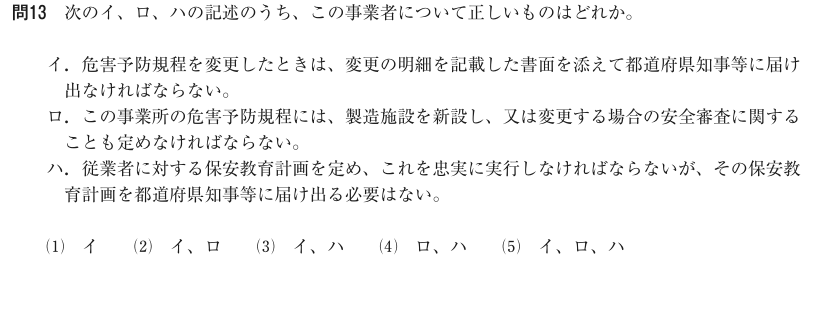 問13 次のイ、ロ、ハの記述のうち、この事業者について正しいものはどれか。
イ．危害予防規程を変更したときは、変更の明細を記載した書面を添えて都道府県知事等に届け
出なければならない。
ロ．この事業所の危害予防規程には、製造施設を新設し、又は変更する場合の安全審査に関する
ことも定めなければならない。
ハ．従業者に対する保安教育計画を定め、これを忠実に実行しなければならないが、その保安教
育計画を都道府県知事等に届け出る必要はない。
(1) イ (2) イ、ロ (3) イ、ハ (4) ロ、ハ (5) イ、ロ、ハ